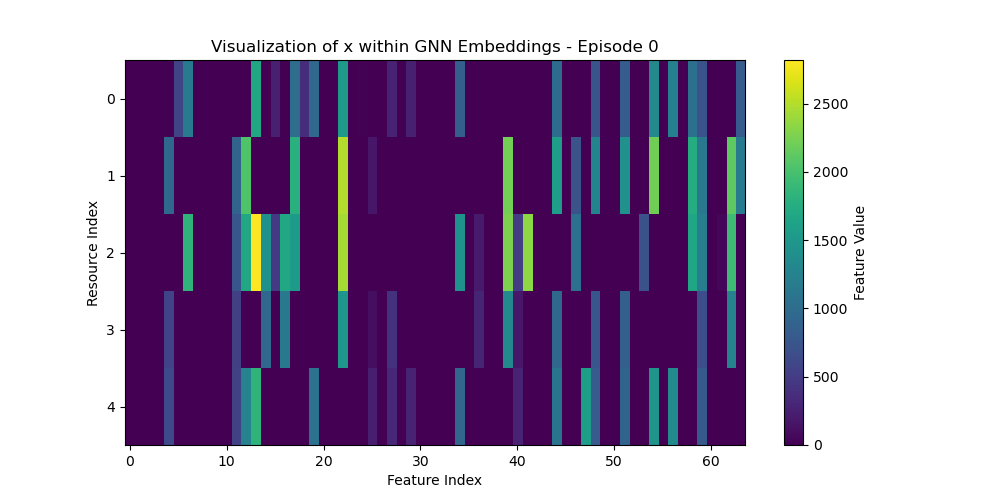 Visualization of x within GNN Embeddings - Episode 0
0
1
2
3
4
Resource Index
0 10 20 30 40 50 60
Feature Index
2500
2000
1500
1000
500
0
Feature Value